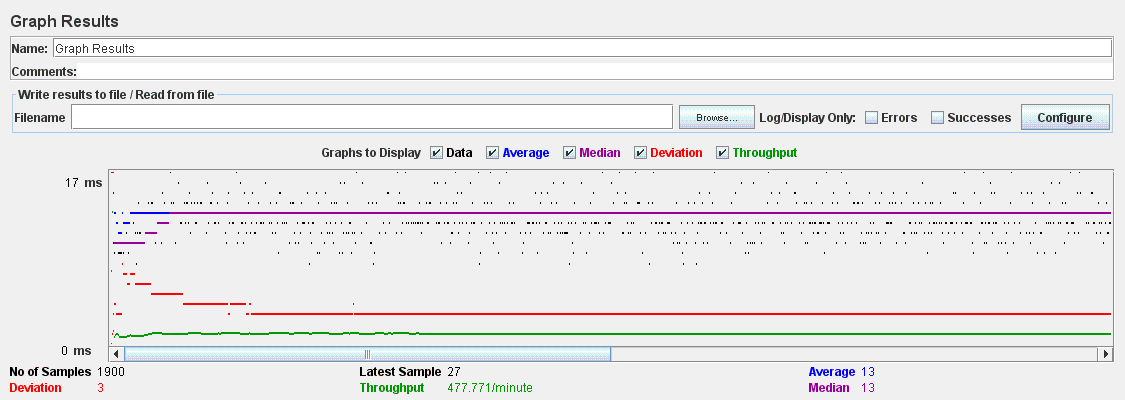 Graph Results
Name: Graph Results
Comments:
Write results to file / Read from file
Filename Browse... Log/Display Only: Errors Successes Configure
Graphs to Display Data Average Median Deviation Throughput
17 ms
0 ms
No of Samples 1900 Latest Sample 27 Average 13
Deviation 3 Throughput 477.771/minute Median 13